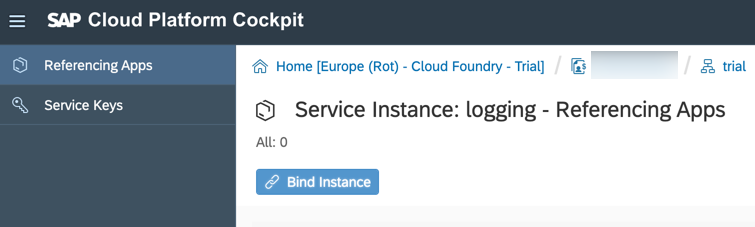 SAP Cloud Platform Cockpit
Referencing Apps
Service Keys
Home [Europe (Rot) - Cloud Foundry - Trial] / / trial
Service Instance: logging - Referencing Apps
All: 0
Bind Instance